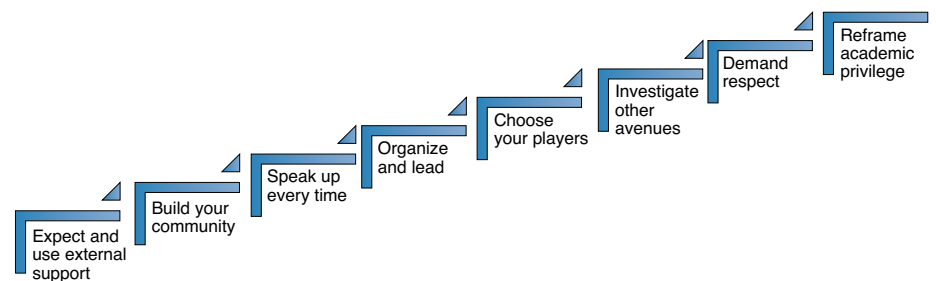 Expect and
use external
support
Build your
community
Speak up
every time
Organize
and lead
Choose
your players
Investigate
other
avenues
Demand
respect
Reframe
academic
privilege